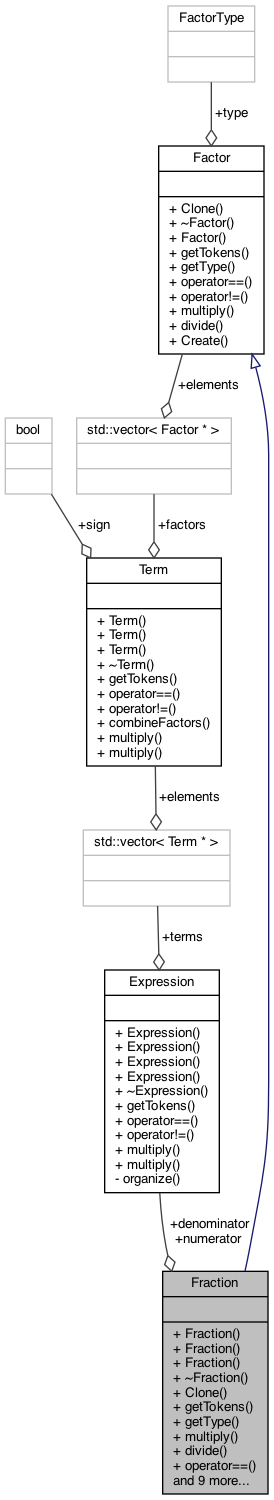 FactorType
+type
Factor
+ Clone()
+ ~Factor()
+ Factor()
+ getTokens()
+ getType()
+ operator==()
+ operator!=()
+ multiply()
+ divide()
+ Create()
+elements
bool
std::vector< Factor * >
+sign
+factors
Term
+ Term()
+ Term()
+ Term()
+ ~Term()
+ getTokens()
+ operator==()
+ operator!=()
+ combineFactors()
+ multiply()
+ multiply()
+elements
std::vector< Term * >
+terms
Expression
+ Expression()
+ Expression()
+ Expression()
+ Expression()
+ ~Expression()
+ getTokens()
+ operator==()
+ operator!=()
+ multiply()
+ multiply()
- organize()
+denominator
+numerator
Fraction
+ Fraction()
+ Fraction()
+ Fraction()
+ ~Fraction()
+ Clone()
+ getTokens()
+ getType()
+ multiply()
+ divide()
+ operator==()
and 9 more...